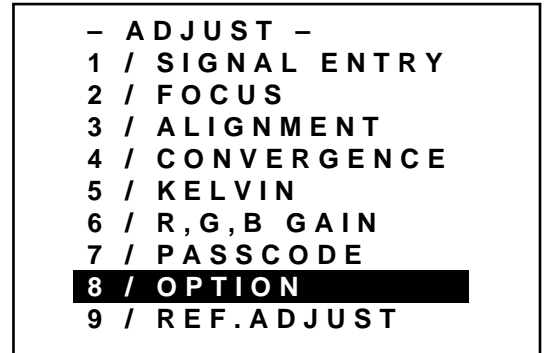 – ADJUST –
1 / SIGNAL ENTRY
2 / FOCUS
3 / ALIGNMENT
4 / CONVERGENCE
5 / KELVIN
6 / R,G,B GAIN
7 / PASSCODE
8 / OPTION
9 / REF.ADJUST